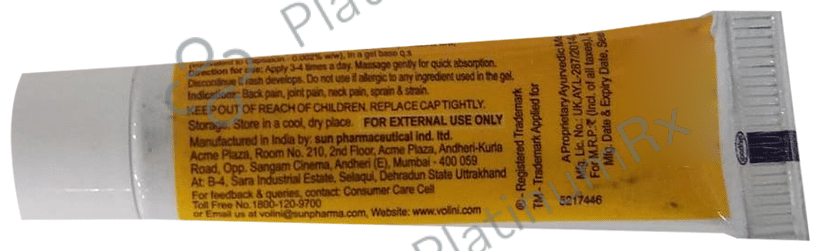 0.002% w/w), In a gel base q.s
Direction for use: Apply 3-4 times a day. Massage gently for quick absorption.
Discontinue if rash develops. Do not use if allergic to any ingredient used in the gel.
Indications: Back pain, joint pain, neck pain, sprain & strain.
KEEP OUT OF REACH OF CHILDREN. REPLACE CAP TIGHTLY.
Storage: Store in a cool, dry place. FOR EXTERNAL USE ONLY
Manufactured in India by: sun pharmaceutical ind. ltd.
Acme Plaza, Room No. 210, 2nd Floor, Acme Plaza, Andheri-Kurla
Road, Opp. Sangam Cinema, Andheri (E), Mumbai - 400 059
At: B-4, Sara Industrial Estate, Selaqui, Dehradun State Uttrakhand
For feedback & queries, contact: Consumer Care Cell
Toll Free No.1800-120-9700
or Email us at volini@sunpharma.com, Website: www.volini.com
® - Registered Trademark
TM - Trademark Applied for
A Proprietary Ayurvedic Me
Mfg. Lic. No.: UK.AYL-287/2014
For M.R.P.₹ (Incl. of all taxes),
Mfg. Date & Expiry Date, See
5217446
PlatinumRx